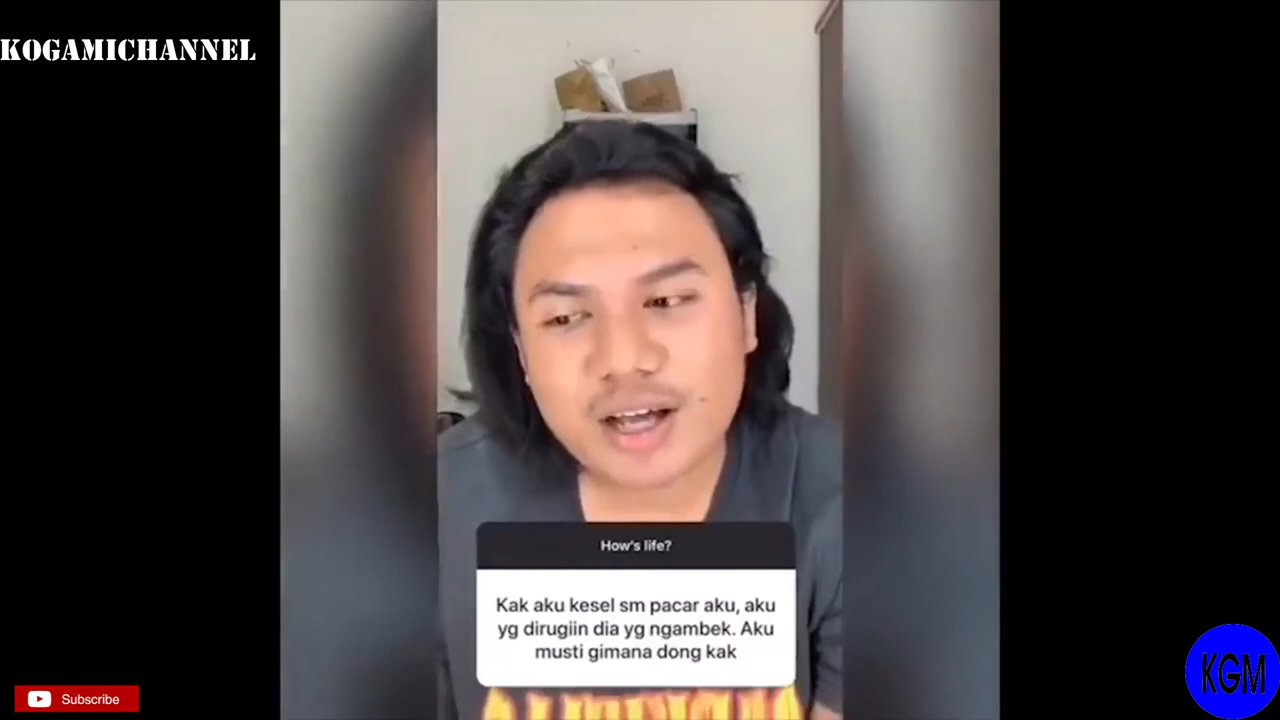 KOGAMICHANNEL
How's life?
Kak aku kesel sm pacar aku, aku
yg dirugiin dia yg ngambek. Aku
musti gimana dong kak
Subscribe
KGM